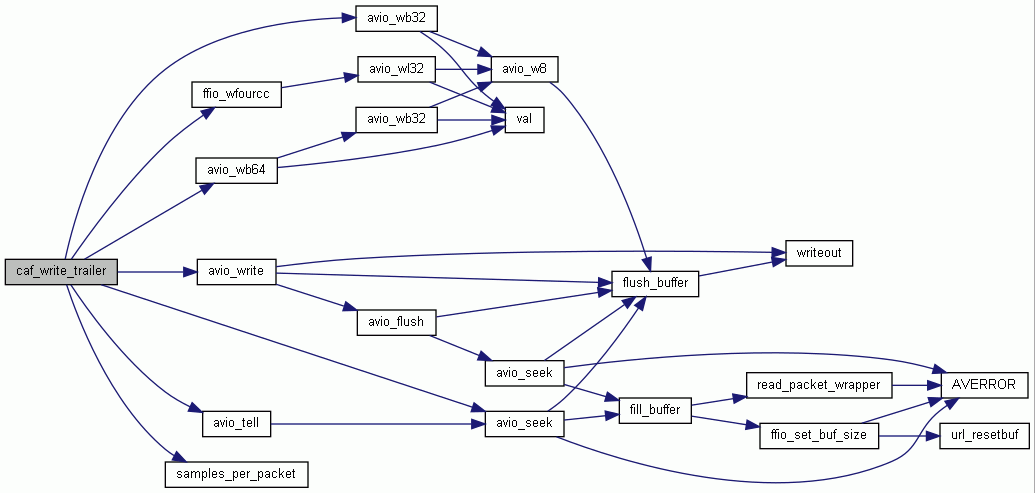 avio_wb32
avio_wl32
avio_w8
ffio_wfourcc
avio_wb32
val
avio_wb64
writeout
caf_write_trailer
avio_write
flush_buffer
avio_flush
avio_seek
read_packet_wrapper
AVERROR
fill_buffer
avio_tell
avio_seek
ffio_set_buf_size
url_resetbuf
samples_per_packet